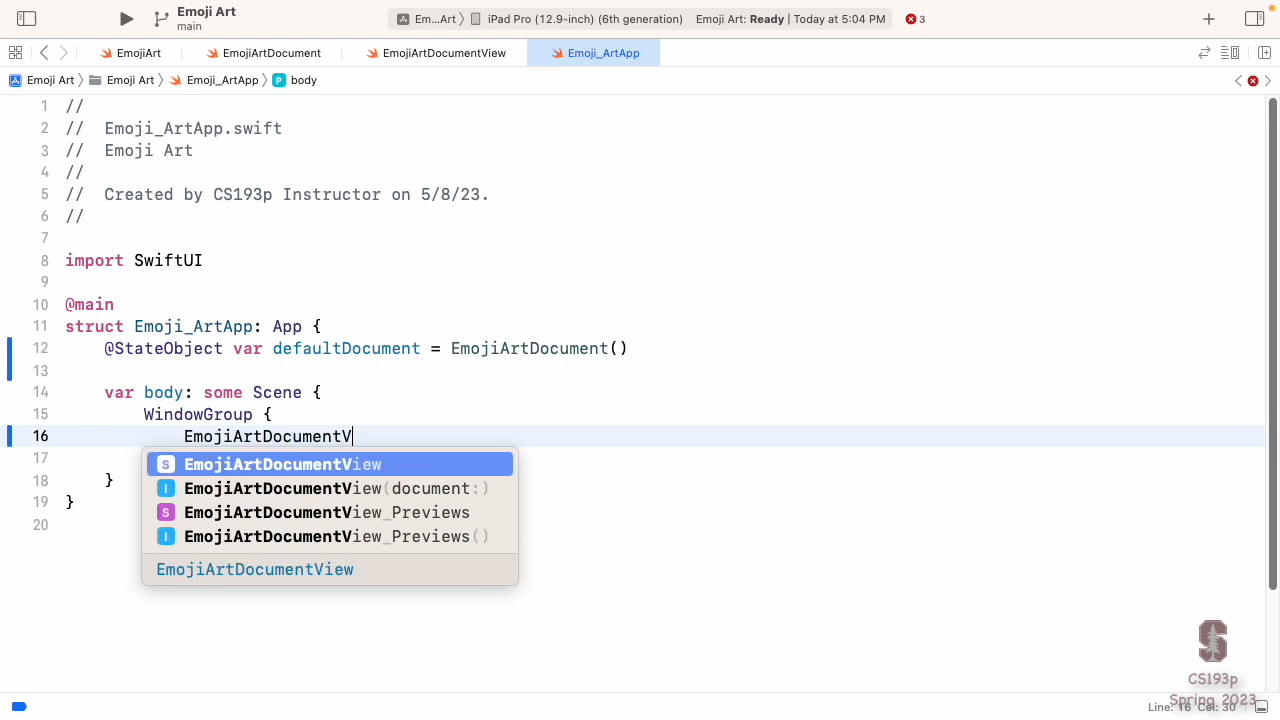 Emoji Art
main
Em...Art 〉 iPad Pro (12.9-inch) (6th generation) Emoji Art: Ready | Today at 5:04 PM 3
EmojiArt EmojiArtDocument EmojiArtDocumentView Emoji_ArtApp
Emoji Art 〉 Emoji Art 〉 Emoji_ArtApp 〉 P body
1 //
2 // Emoji_ArtApp.swift
3 // Emoji Art
4 //
5 // Created by CS193p Instructor on 5/8/23.
6 //
7
8 import SwiftUI
9
10 @main
11 struct Emoji_ArtApp: App {
12 @StateObject var defaultDocument = EmojiArtDocument()
13
14 var body: some Scene {
15 WindowGroup {
16 EmojiArtDocumentV
17
S EmojiArtDocumentView
18 }
I EmojiArtDocumentView(document:)
19 }
S EmojiArtDocumentView_Previews
20
I EmojiArtDocumentView_Previews()
EmojiArtDocumentView
S
CS193p
Spring 2023
Line: 16 Col: 30